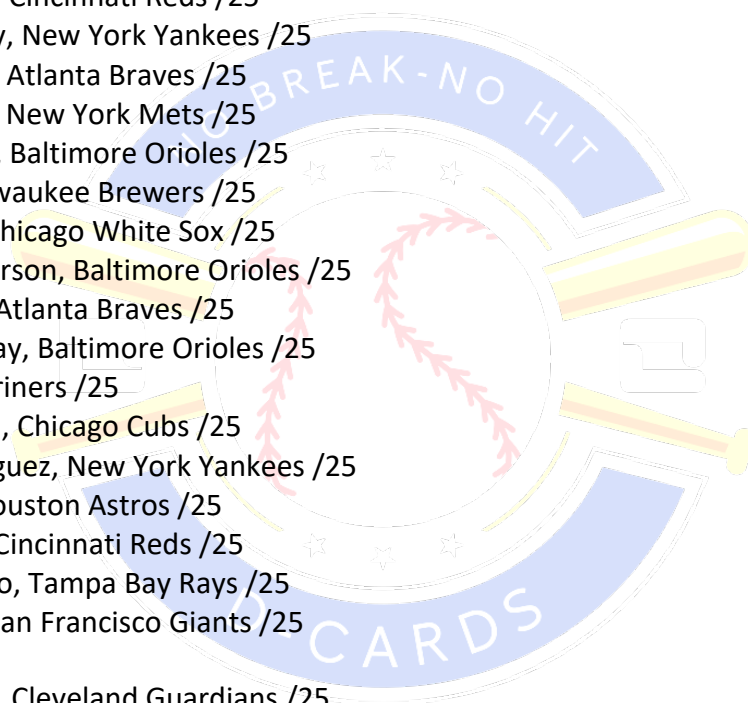 Cincinnati Reds /25
y, New York Yankees /25
Atlanta Braves /25
New York Mets /25
, Baltimore Orioles /25
waukee Brewers /25
hicago White Sox /25
rson, Baltimore Orioles /25
Atlanta Braves /25
ay, Baltimore Orioles /25
riners /25
, Chicago Cubs /25
guez, New York Yankees /25
ouston Astros /25
Cincinnati Reds /25
o, Tampa Bay Rays /25
an Francisco Giants /25
Cleveland Guardians /25
NO BREAK-NO HIT
D-CARDS